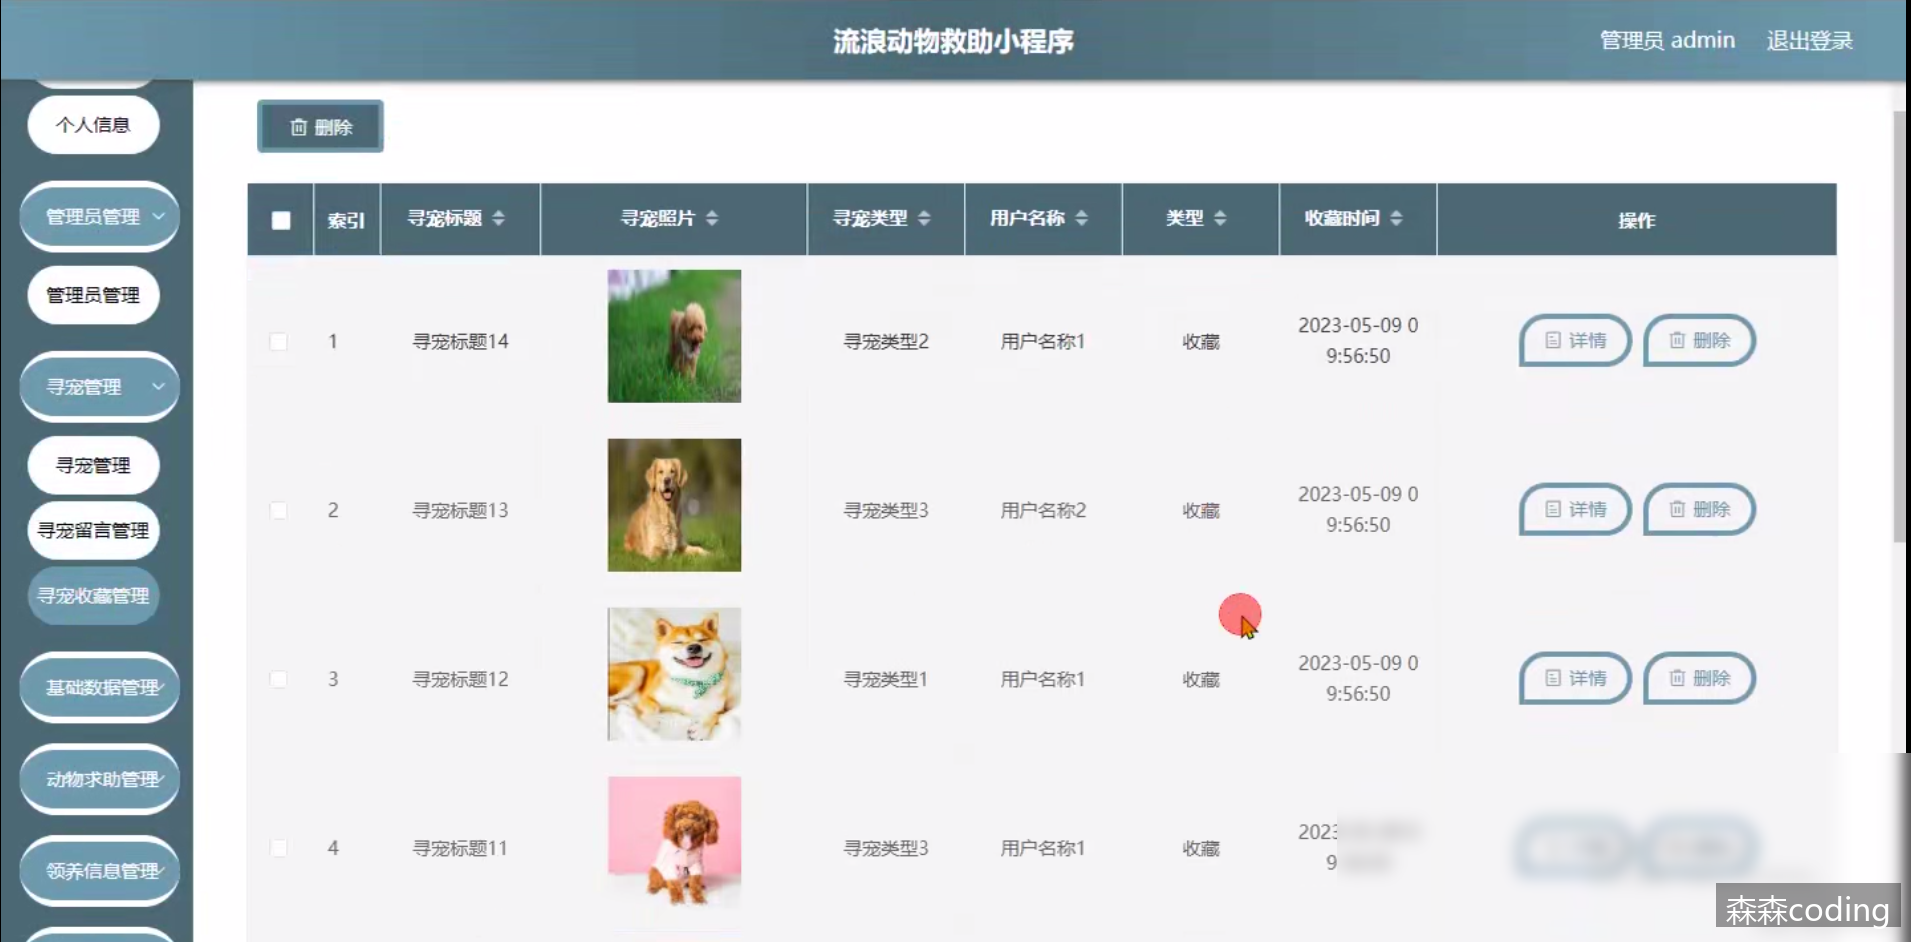 流浪动物救助小程序
管理员 admin
退出登录
个人信息
管理员管理
管理员管理
寻宠管理
寻宠管理
寻宠留言管理
寻宠收藏管理
基础数据管理
动物求助管理
领养信息管理
删除
索引 寻宠标题 寻宠照片 寻宠类型 用户名称 类型 收藏时间 操作
1 寻宠标题14 寻宠类型2 用户名称1 收藏 2023-05-09 0
9:56:50
详情 删除
2 寻宠标题13 寻宠类型3 用户名称2 收藏 2023-05-09 0
9:56:50
详情 删除
3 寻宠标题12 寻宠类型1 用户名称1 收藏 2023-05-09 0
9:56:50
详情 删除
4 寻宠标题11 寻宠类型3 用户名称1 收藏 2023
9
森森coding